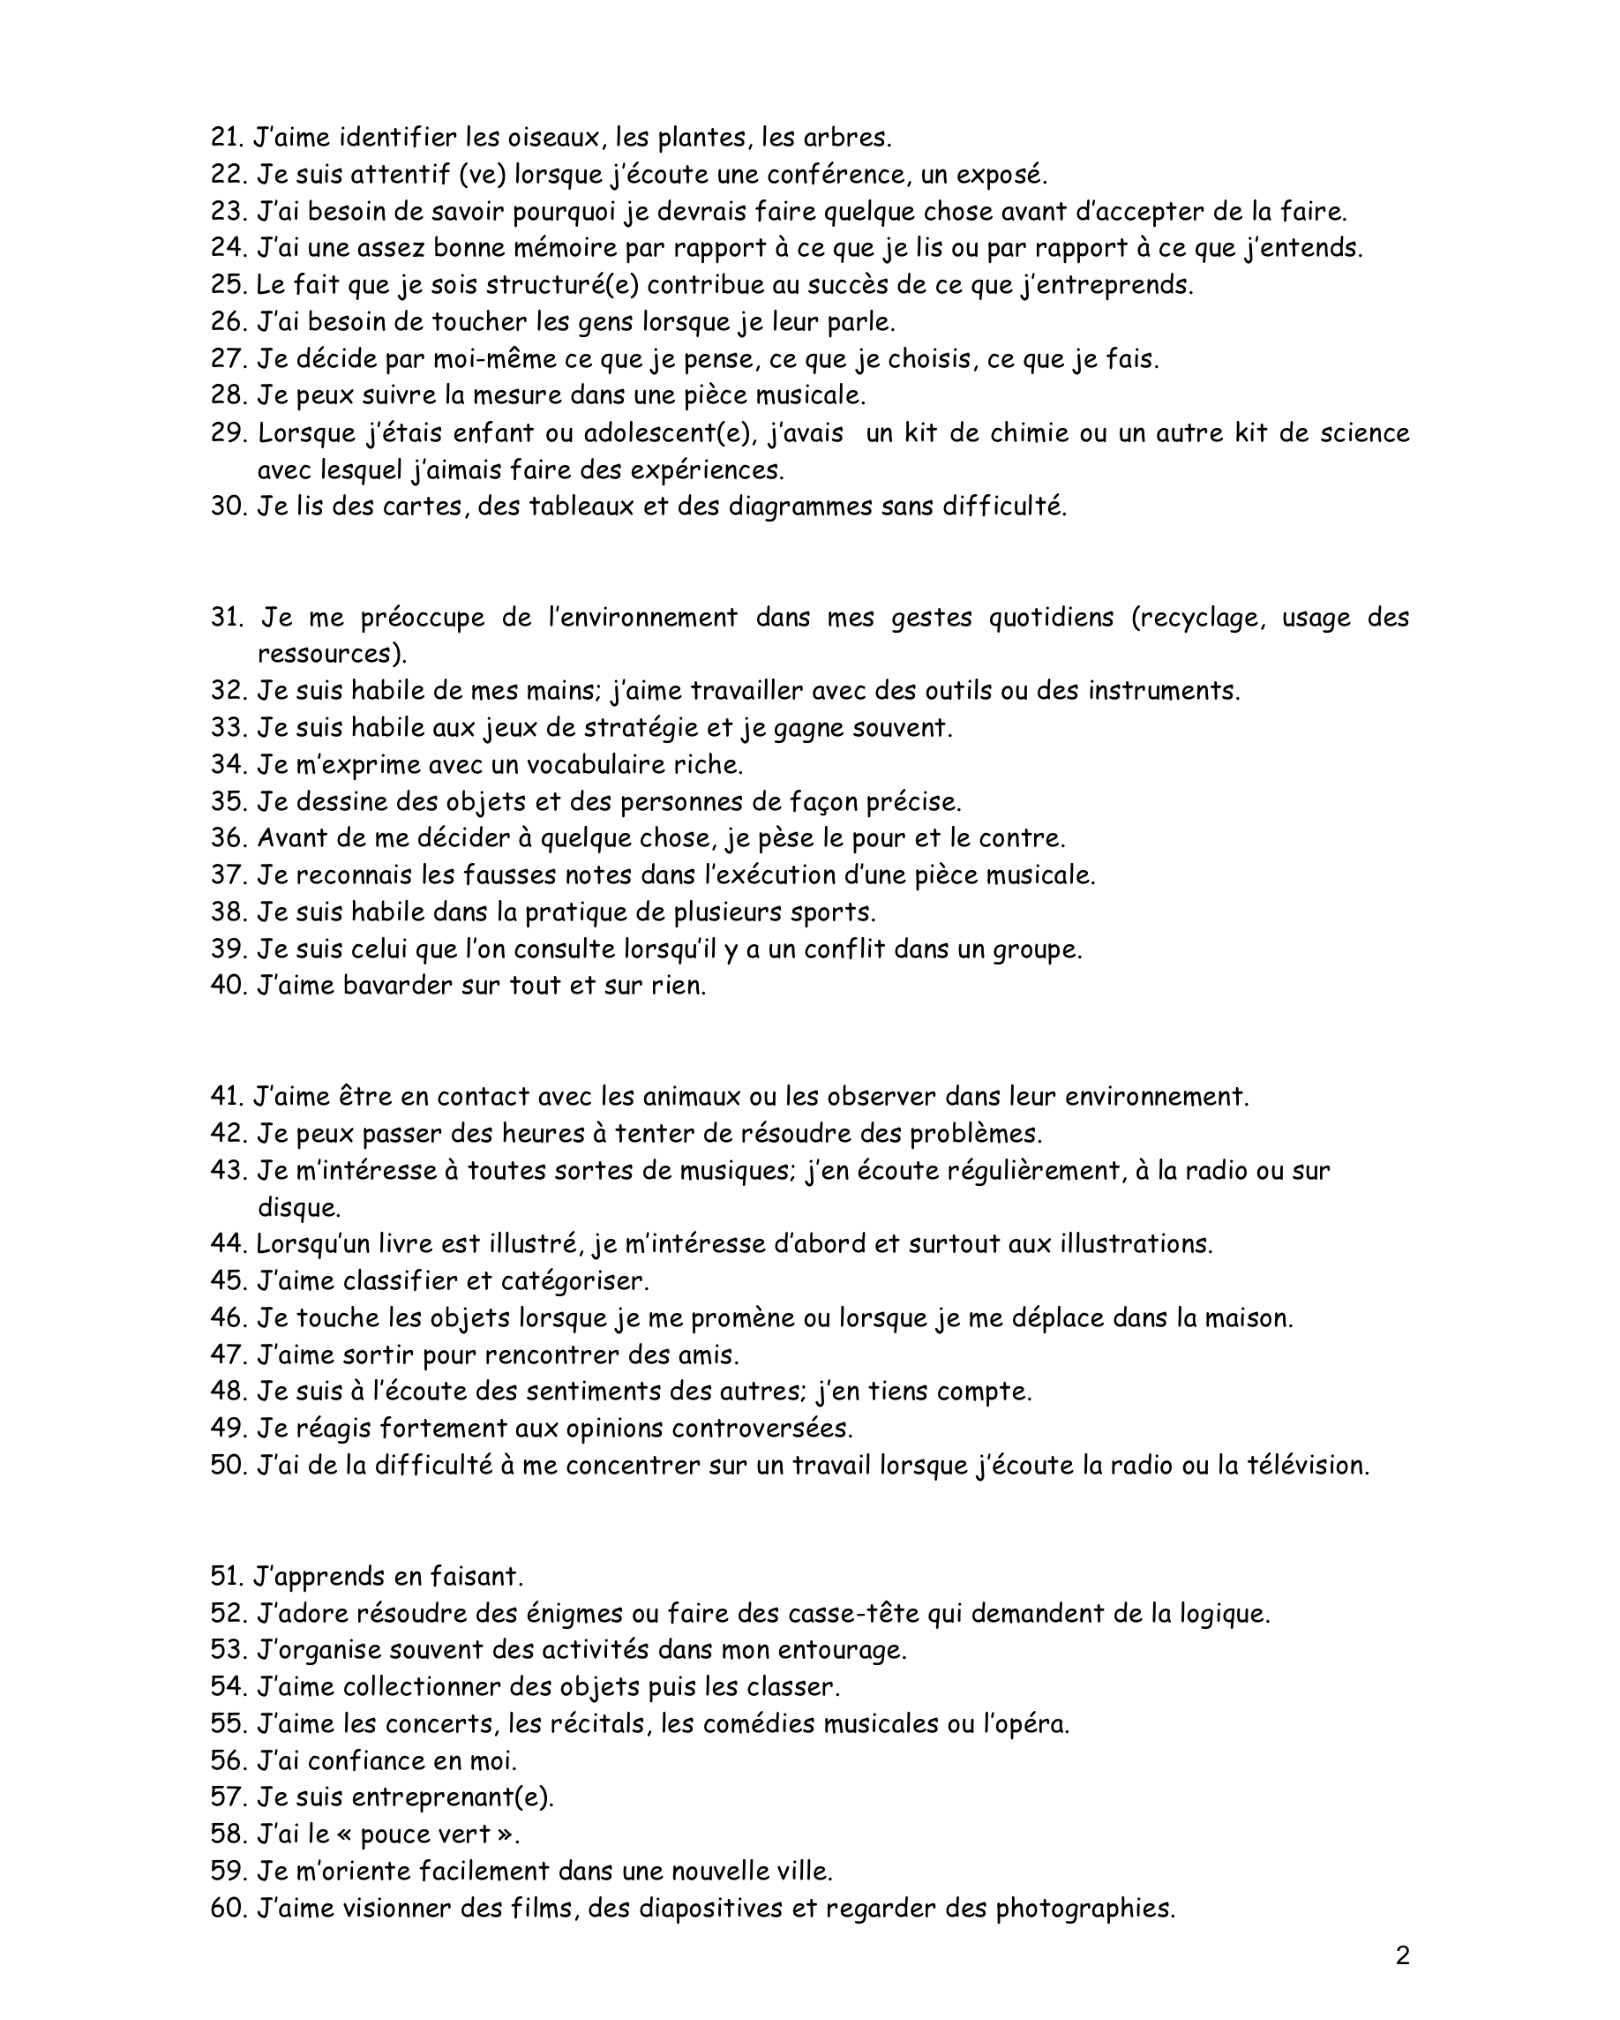 21. J'aime identifier les oiseaux, les plantes, les arbres.
22. Je suis attentif (ve) lorsque j'écoute une conférence, un exposé.
23. J'ai besoin de savoir pourquoi je devrais faire quelque chose avant d'accepter de la faire.
24. J'ai une assez bonne mémoire par rapport à ce que je lis ou par rapport à ce que j'entends.
25. Le fait que je sois structuré(e) contribue au succès de ce que j'entreprends.
26. J'ai besoin de toucher les gens lorsque je leur parle.
27. Je décide par moi-même ce que je pense, ce que je choisis, ce que je fais.
28. Je peux suivre la mesure dans une pièce musicale.
29. Lorsque j'étais enfant ou adolescent(e), j'avais un kit de chimie ou un autre kit de science
avec lesquel j'aimais faire des expériences.
30. Je lis des cartes, des tableaux et des diagrammes sans difficulté.
31. Je me préoccupe de l'environnement dans mes gestes quotidiens (recyclage, usage des
ressources).
32. Je suis habile de mes mains; j'aime travailler avec des outils ou des instruments.
33. Je suis habile aux jeux de stratégie et je gagne souvent.
34. Je m'exprime avec un vocabulaire riche.
35. Je dessine des objets et des personnes de façon précise.
36. Avant de me décider à quelque chose, je pèse le pour et le contre.
37. Je reconnais les fausses notes dans l'exécution d'une pièce musicale.
38. Je suis habile dans la pratique de plusieurs sports.
39. Je suis celui que l'on consulte lorsqu'il y a un conflit dans un groupe.
40. J'aime bavarder sur tout et sur rien.
41. J'aime être en contact avec les animaux ou les observer dans leur environnement.
42. Je peux passer des heures à tenter de résoudre des problèmes.
43. Je m'intéresse à toutes sortes de musiques; j'en écoute régulièrement, à la radio ou sur
disque.
44. Lorsqu'un livre est illustré, je m'intéresse d'abord et surtout aux illustrations.
45. J'aime classifier et catégoriser.
46. Je touche les objets lorsque je me promène ou lorsque je me déplace dans la maison.
47. J'aime sortir pour rencontrer des amis.
48. Je suis à l'écoute des sentiments des autres; j'en tiens compte.
49. Je réagis fortement aux opinions controversées.
50. J'ai de la difficulté à me concentrer sur un travail lorsque j'écoute la radio ou la télévision.
51. J'apprends en faisant.
52. J'adore résoudre des énigmes ou faire des casse-tête qui demandent de la logique.
53. J'organise souvent des activités dans mon entourage.
54. J'aime collectionner des objets puis les classer.
55. J'aime les concerts, les récitals, les comédies musicales ou l'opéra.
56. J'ai confiance en moi.
57. Je suis entreprenant(e).
58. J'ai le « pouce vert ».
59. Je m'oriente facilement dans une nouvelle ville.
60. J'aime visionner des films, des diapositives et regarder des photographies.
2